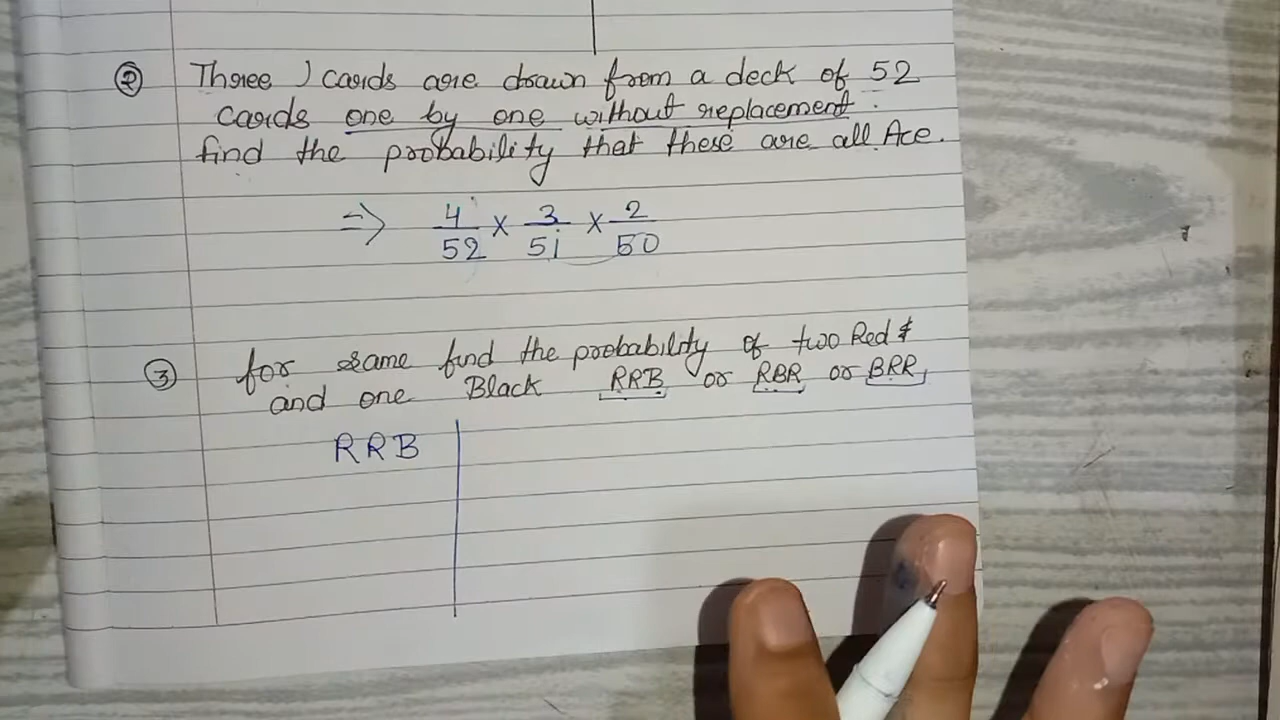 ② Three ) cards are drawn from a deck of 52
cards one by one without replacement.
find the probability that these are all Ace.
=> 4/52 × 3/51 × 2/50
③ for same find the probability of two Red &
and one Black RRB or RBR or BRR,
RRB